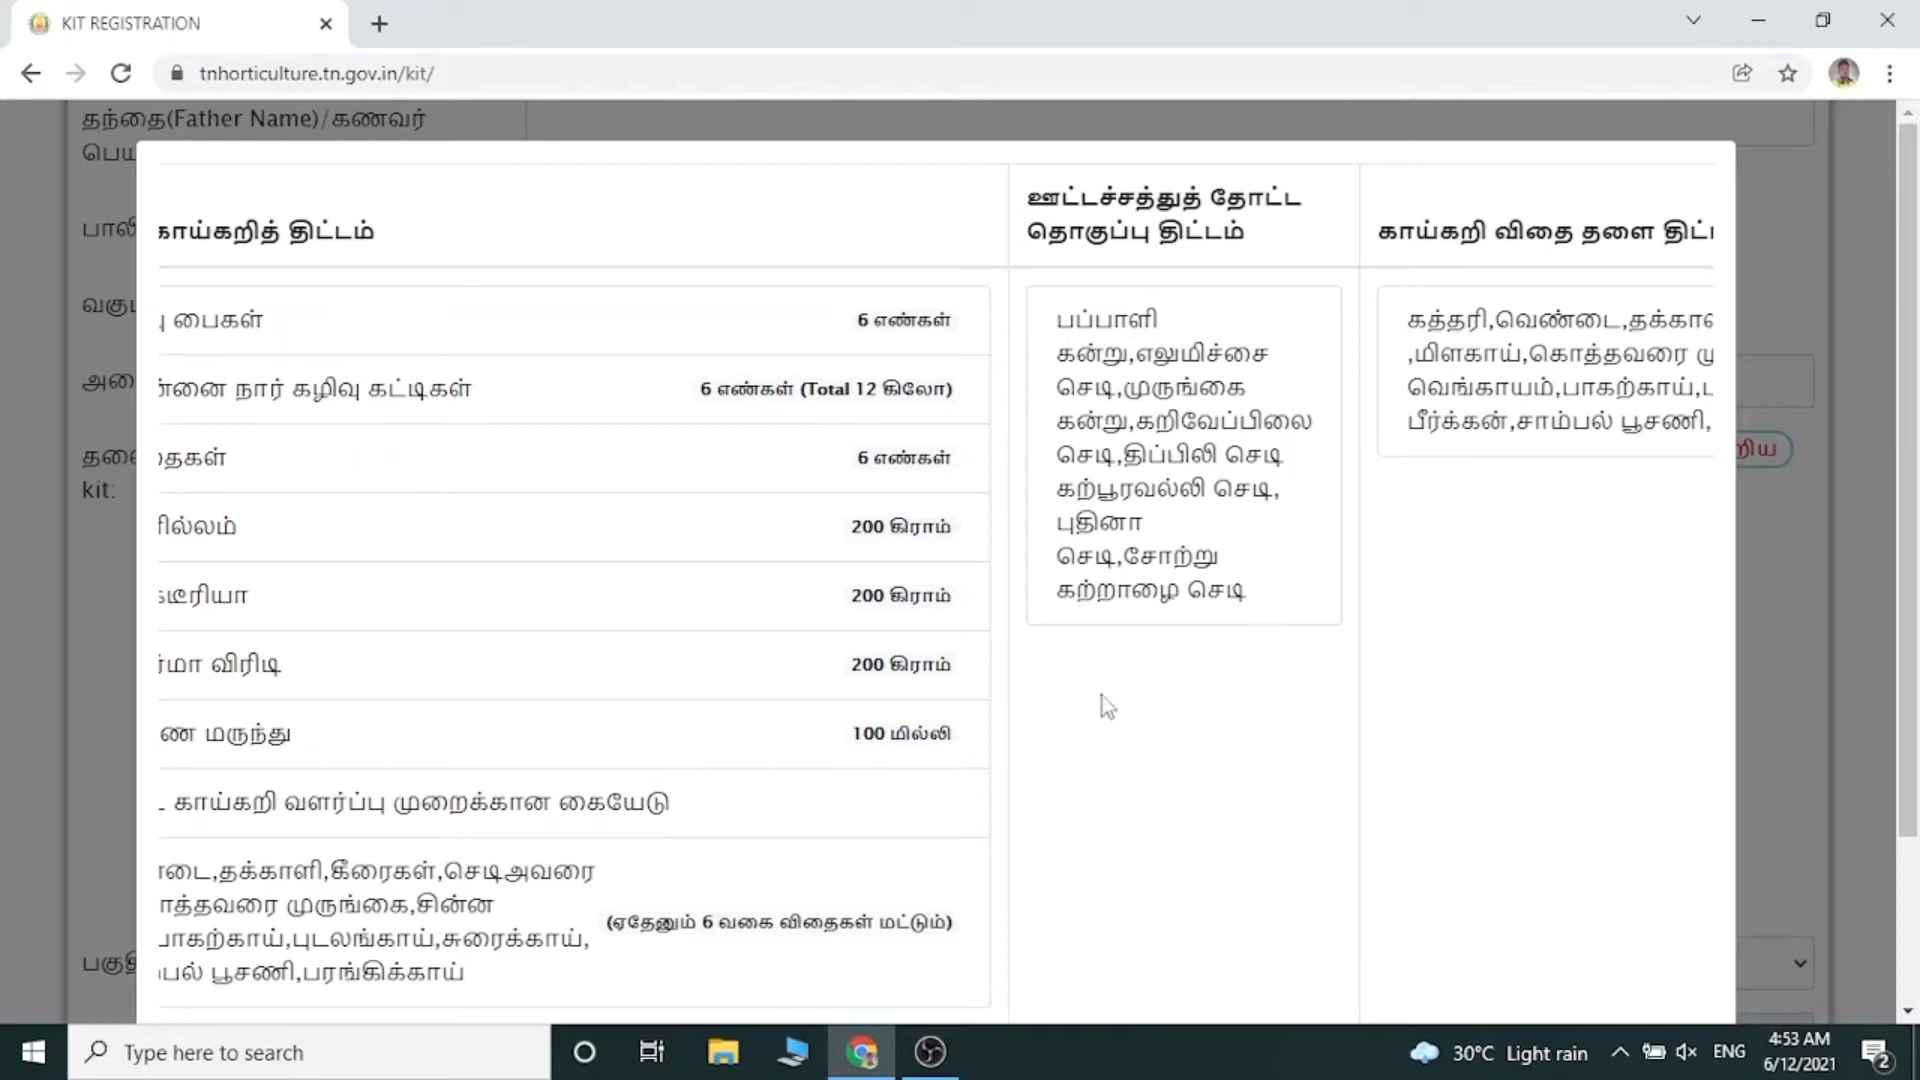 KIT REGISTRATION
tnhorticulture.tn.gov.in/kit/
தந்தை(Father Name)/கணவர்
kit:
காய்கறித் திட்டம்
ஊட்டச்சத்துத் தோட்ட
தொகுப்பு திட்டம்
காய்கறி விதை தளை
பைகள்
6 எண்கள்
நார் கழிவு கட்டிகள்
6 எண்கள் (Total 12 கிலோ)
6 எண்கள்
200 கிராம்
200 கிராம்
விரிடி
200 கிராம்
மருந்து
100 மில்லி
காய்கறி வளர்ப்பு முறைக்கான கையேடு
தக்காளி,கீரைகள்,செடிஅவரை
முருங்கை,சின்ன
புடலங்காய்,சுரைக்காய்,
பூசணி,பரங்கிக்காய்
(ஏதேனும் 6 வகை விதைகள் மட்டும்)
பப்பாளி
கன்று,எலுமிச்சை
செடி,முருங்கை
கன்று,கறிவேப்பிலை
செடி,திப்பிலி செடி
கற்பூரவல்லி செடி,
புதினா
செடி,சோற்று
கற்றாழை செடி
கத்தரி,வெண்டை,
,மிளகாய்,கொத்தவரை
வெங்காயம்,பாகற்காய்,
பீர்க்கன்,சாம்பல் பூசணி,
Type here to search
30°C Light rain
ENG
4:53 AM
6/12/2021
2